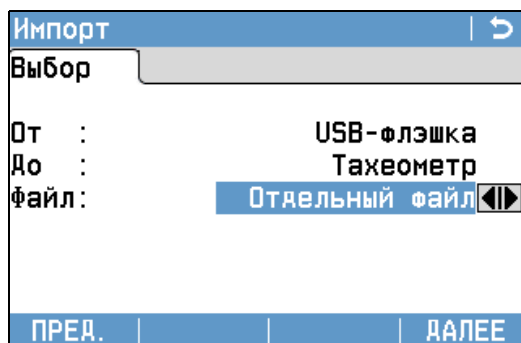 Импорт
Выбор
От : USB-флэшка
До : Тахеометр
Файл: Отдельный файл
ПРЕД. ДАЛЕЕ